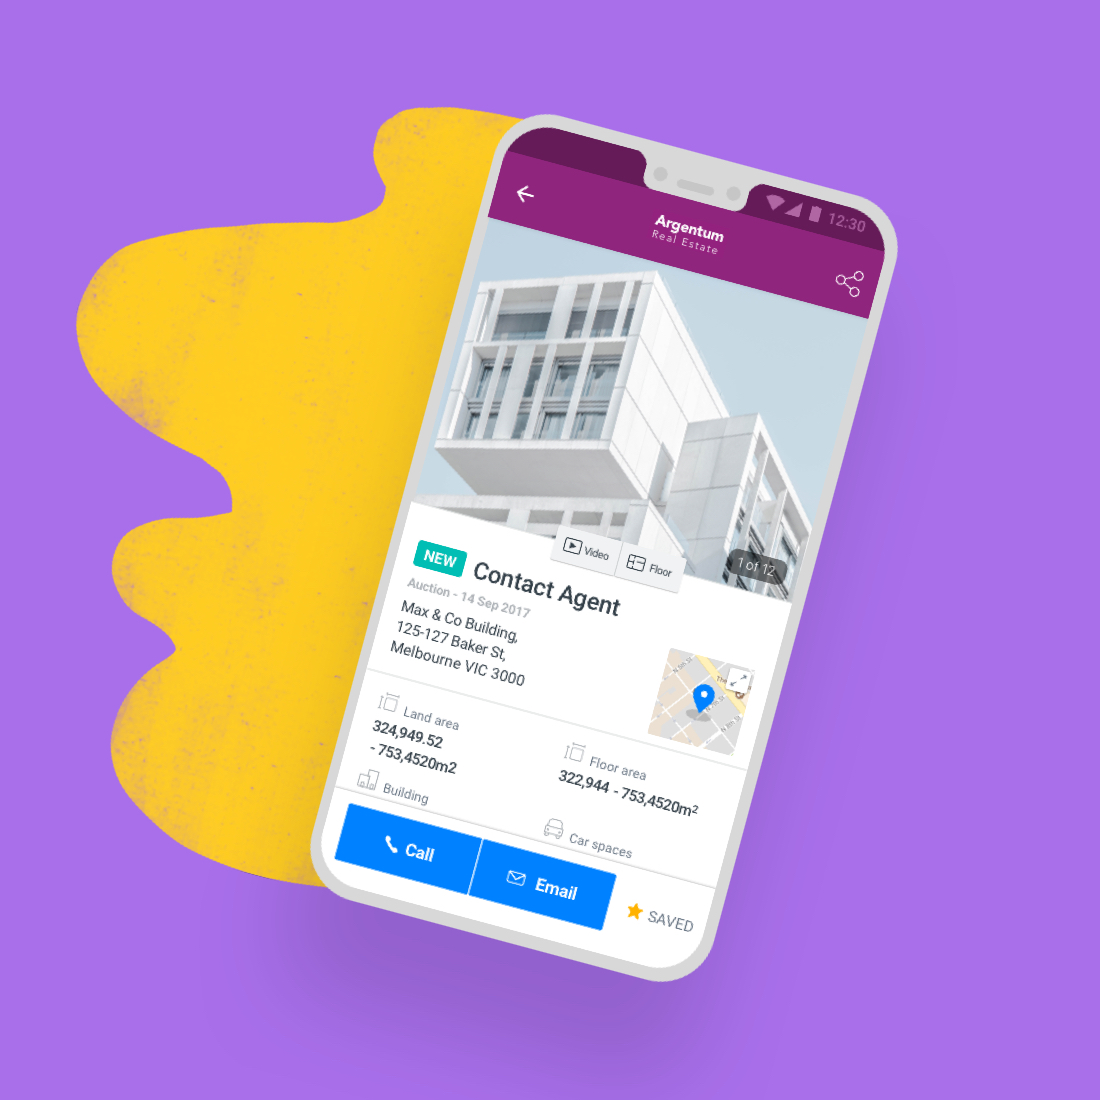 12:30
Argentum
Real Estate
Video
Floor
1 of 12
NEW
Contact Agent
Auction - 14 Sep 2017
Max & Co Building,
125-127 Baker St,
Melbourne VIC 3000
Land area
324,949.52
- 753,4520m2
Floor area
322,944 - 753,4520m²
Building
Car spaces
Call
Email
SAVED